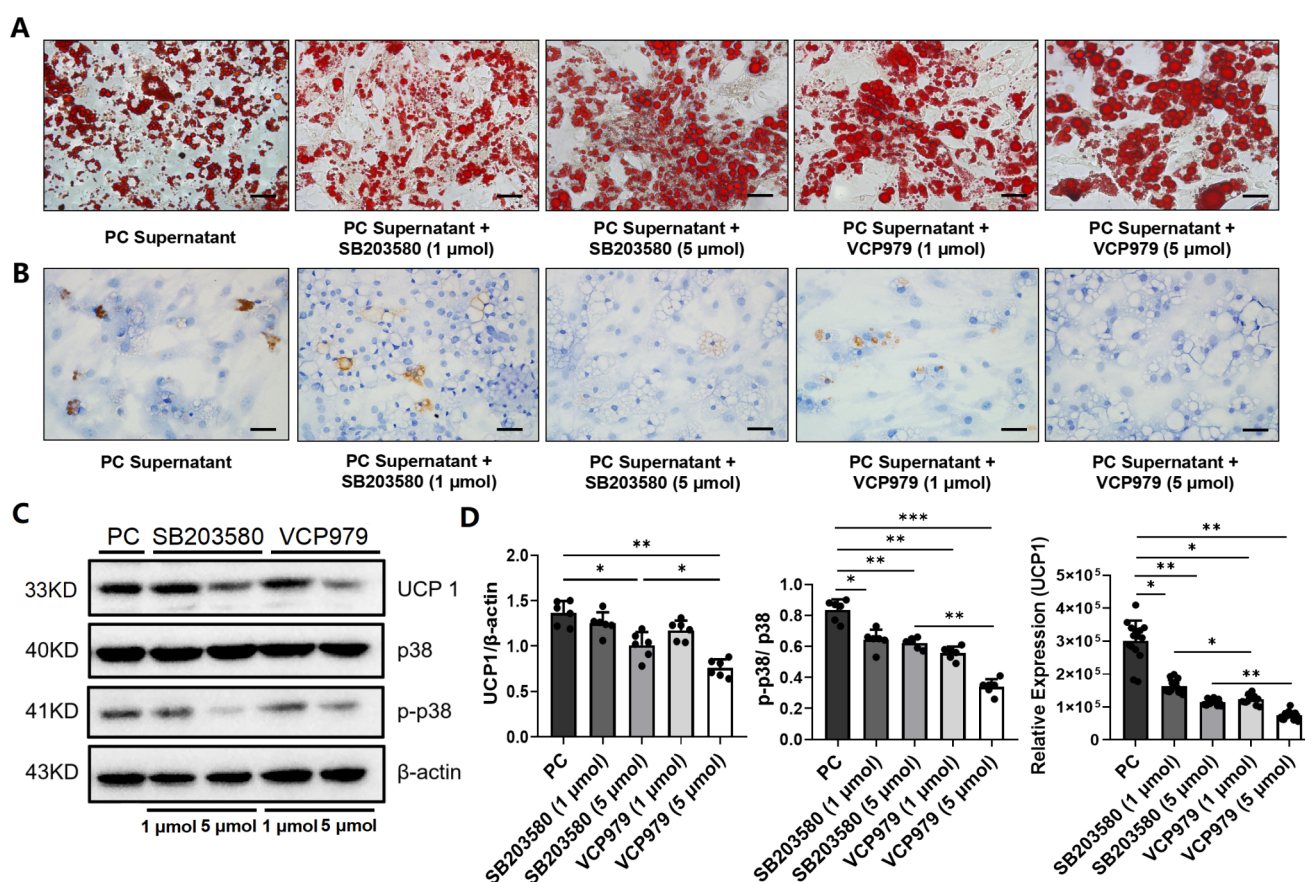 A
PC Supernatant
PC Supernatant +
SB203580 (1 μmol)
PC Supernatant +
SB203580 (5 μmol)
PC Supernatant +
VCP979 (1 μmol)
PC Supernatant +
VCP979 (5 μmol)
B
PC Supernatant
PC Supernatant +
SB203580 (1 μmol)
PC Supernatant +
SB203580 (5 μmol)
PC Supernatant +
VCP979 (1 μmol)
PC Supernatant +
VCP979 (5 μmol)
C
PC SB203580 VCP979
33KD UCP 1
40KD p38
41KD p-p38
43KD β-actin
1 μmol 5 μmol 1 μmol 5 μmol
D
UCP1/β-actin
2.0
1.5
1.0
0.5
0.0
**
* *
PC
SB203580 (1 μmol)
SB203580 (5 μmol)
VCP979 (1 μmol)
VCP979 (5 μmol)
p-p38/ p38
1.0
0.8
0.6
0.4
0.2
0.0
***
**
**
*
**
PC
SB203580 (1 μmol)
SB203580 (5 μmol)
VCP979 (1 μmol)
VCP979 (5 μmol)
Relative Expression (UCP1)
5×10⁵
4×10⁵
3×10⁵
2×10⁵
1×10⁵
0
**
*
**
*
*
**
PC
SB203580 (1 μmol)
SB203580 (5 μmol)
VCP979 (1 μmol)
VCP979 (5 μmol)